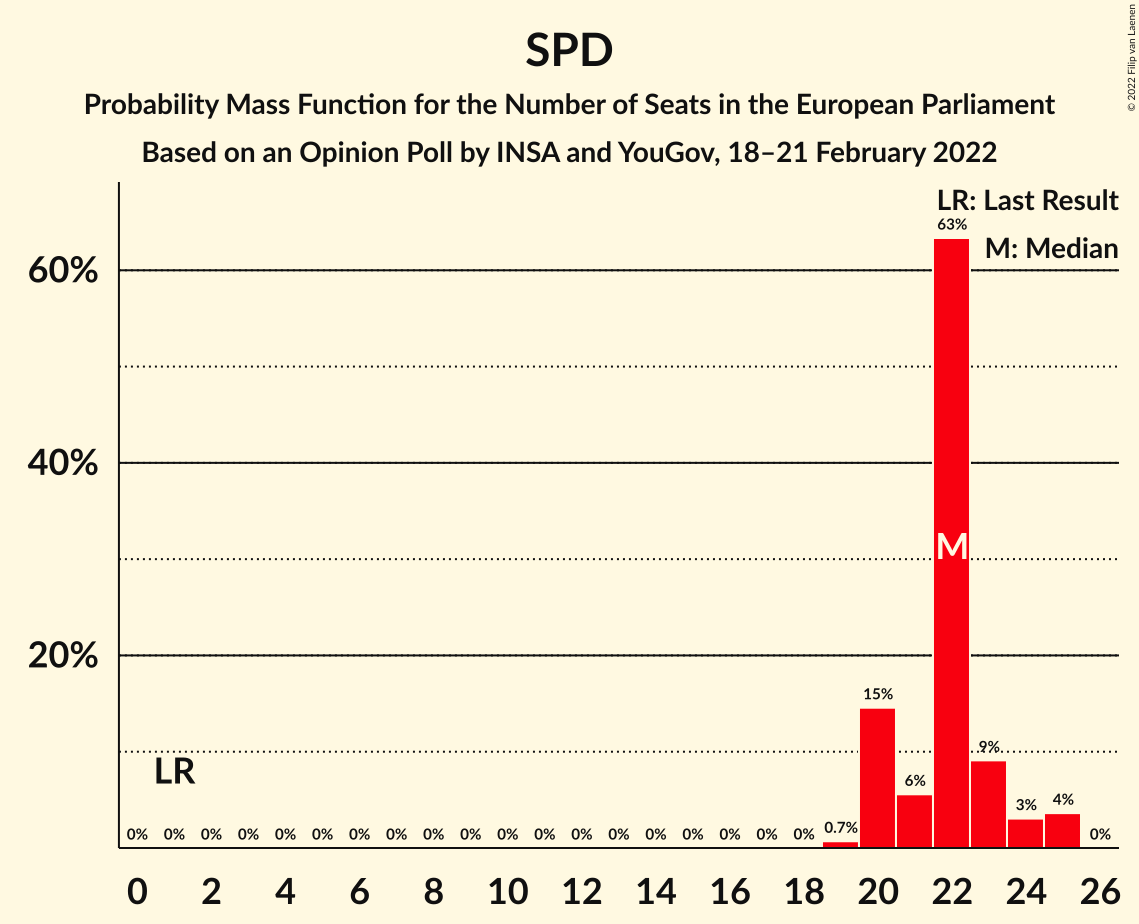 SPD
Probability Mass Function for the Number of Seats in the European Parliament
Based on an Opinion Poll by INSA and YouGov, 18–21 February 2022
© 2022 Filip van Laenen
LR: Last Result
M: Median
63%
60%
40%
20%
M
15%
9%
6%
4%
3%
0.7%
LR
0% 0% 0% 0% 0% 0% 0% 0% 0% 0% 0% 0% 0% 0% 0% 0% 0% 0% 0% 0%
0 2 4 6 8 10 12 14 16 18 20 22 24 26